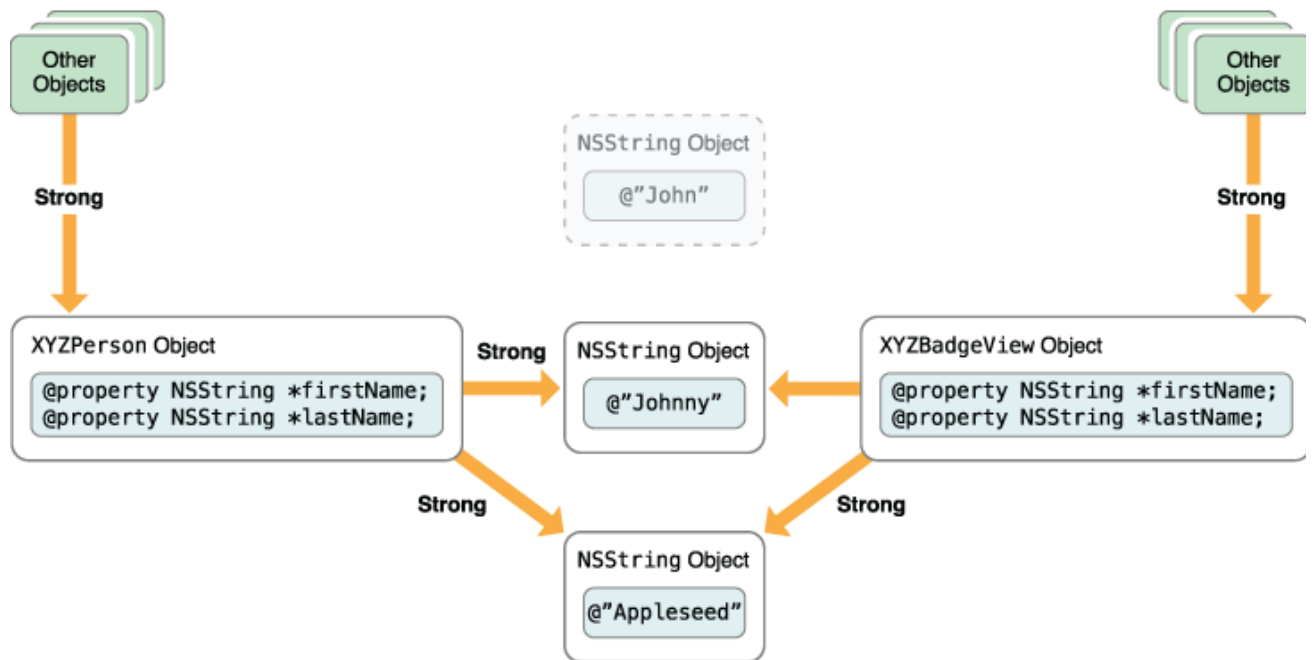 Other
Objects
Other
Objects
NSString Object
@"John"
Strong
Strong
XYZPerson Object
@property NSString *firstName;
@property NSString *lastName;
Strong
NSString Object
@"Johnny"
XYZBadgeView Object
@property NSString *firstName;
@property NSString *lastName;
Strong
Strong
NSString Object
@"Appleseed"